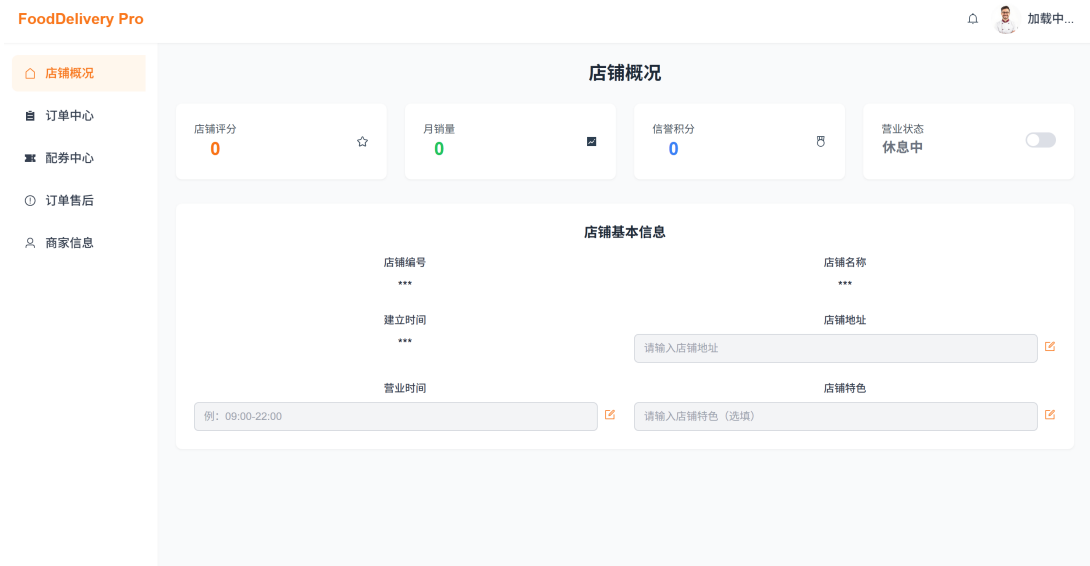 FoodDelivery Pro
加载中...
店铺概况
订单中心
配券中心
订单售后
商家信息
店铺概况
店铺评分
0
月销量
0
信誉积分
0
营业状态
休息中
店铺基本信息
店铺编号
***
店铺名称
***
建立时间
***
店铺地址
请输入店铺地址
营业时间
例：09:00-22:00
店铺特色
请输入店铺特色（选填）